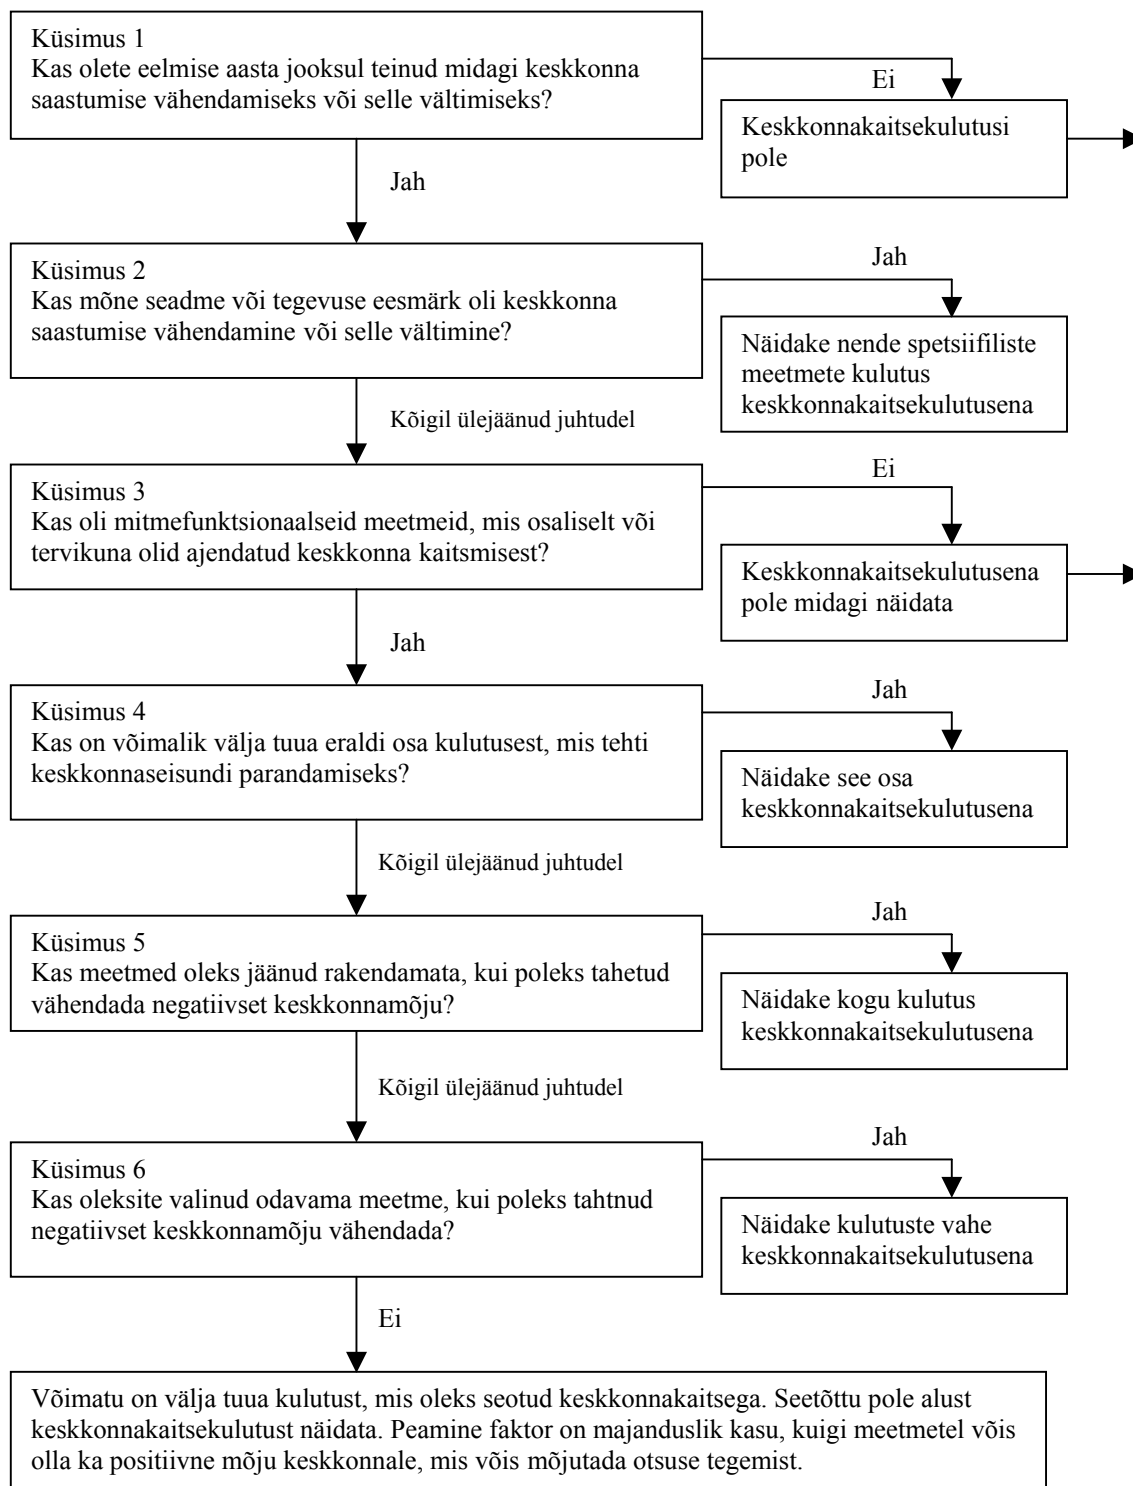 Küsimus 1
Kas olete eelmise aasta jooksul teinud midagi keskkonna
saastumise vähendamiseks või selle vältimiseks?
Ei
Keskkonnakaitsekulutusi
pole
Jah
Küsimus 2
Kas mõne seadme või tegevuse eesmärk oli keskkonna
saastumise vähendamine või selle vältimine?
Jah
Näidake nende spetsiifiliste
meetmete kulutus
keskkonnakaitsekulutusena
Kõigil ülejäänud juhtudel
Küsimus 3
Kas oli mitmefunktsionaalseid meetmeid, mis osaliselt või
tervikuna olid ajendatud keskkonna kaitsmisest?
Ei
Keskkonnakaitsekulutusena
pole midagi näidata
Jah
Küsimus 4
Kas on võimalik välja tuua eraldi osa kulutusest, mis tehti
keskkonnaseisundi parandamiseks?
Jah
Näidake see osa
keskkonnakaitsekulutusena
Kõigil ülejäänud juhtudel
Küsimus 5
Kas meetmed oleks jäänud rakendamata, kui poleks tahetud
vähendada negatiivset keskkonnamõju?
Jah
Näidake kogu kulutus
keskkonnakaitsekulutusena
Kõigil ülejäänud juhtudel
Küsimus 6
Kas oleksite valinud odavama meetme, kui poleks tahtnud
negatiivset keskkonnamõju vähendada?
Jah
Näidake kulutuste vahe
keskkonnakaitsekulutusena
Ei
Võimatu on välja tuua kulutust, mis oleks seotud keskkonnakaitsega. Seetõttu pole alust
keskkonnakaitsekulutust näidata. Peamine faktor on majanduslik kasu, kuigi meetmetel võis
olla ka positiivne mõju keskkonnale, mis võis mõjutada otsuse tegemist.